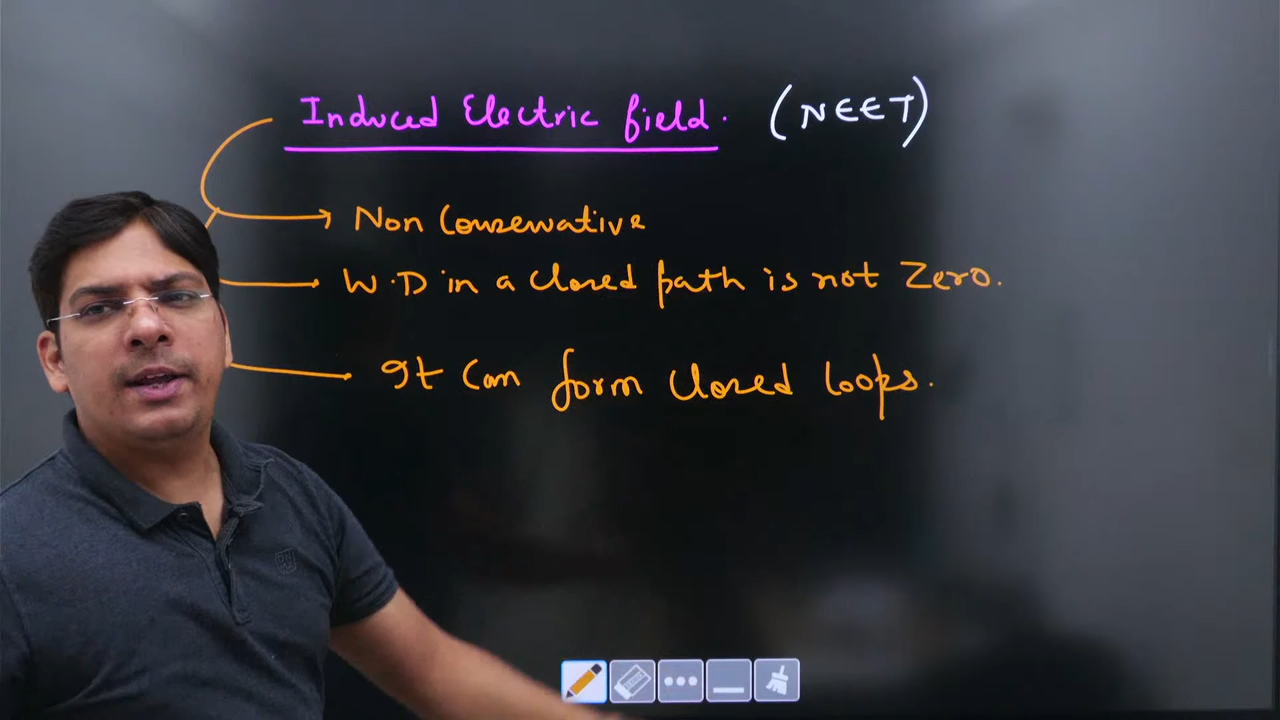 Induced Electric field. (NEET)
Non Conservative
W.D in a closed path is not Zero.
It Can form closed loops.